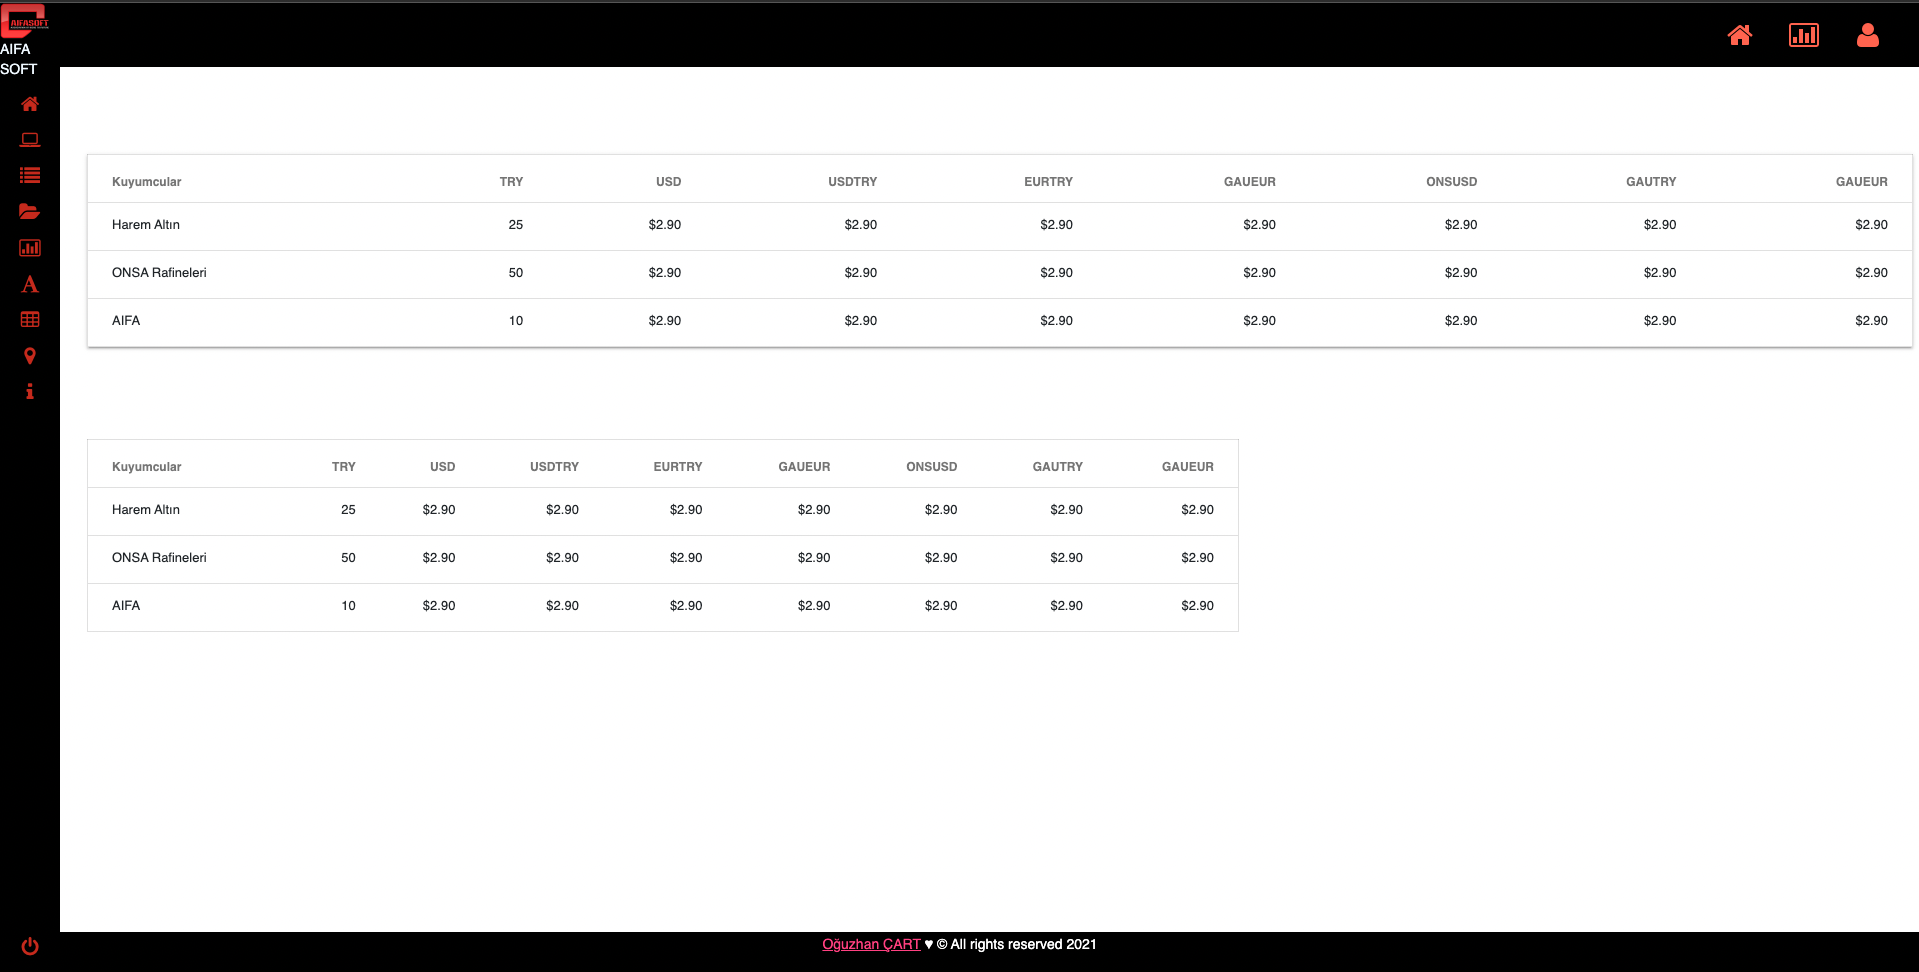 AIFASOFT
AIFA
SOFT
Kuyumcular TRY USD USDTRY EURTRY GAUEUR ONSUSD GAUTRY GAUEUR
Harem Altın 25 $2.90 $2.90 $2.90 $2.90 $2.90 $2.90 $2.90
ONSA Rafineleri 50 $2.90 $2.90 $2.90 $2.90 $2.90 $2.90 $2.90
AIFA 10 $2.90 $2.90 $2.90 $2.90 $2.90 $2.90 $2.90
Kuyumcular TRY USD USDTRY EURTRY GAUEUR ONSUSD GAUTRY GAUEUR
Harem Altın 25 $2.90 $2.90 $2.90 $2.90 $2.90 $2.90 $2.90
ONSA Rafineleri 50 $2.90 $2.90 $2.90 $2.90 $2.90 $2.90 $2.90
AIFA 10 $2.90 $2.90 $2.90 $2.90 $2.90 $2.90 $2.90
Oğuzhan ÇART ♥ © All rights reserved 2021